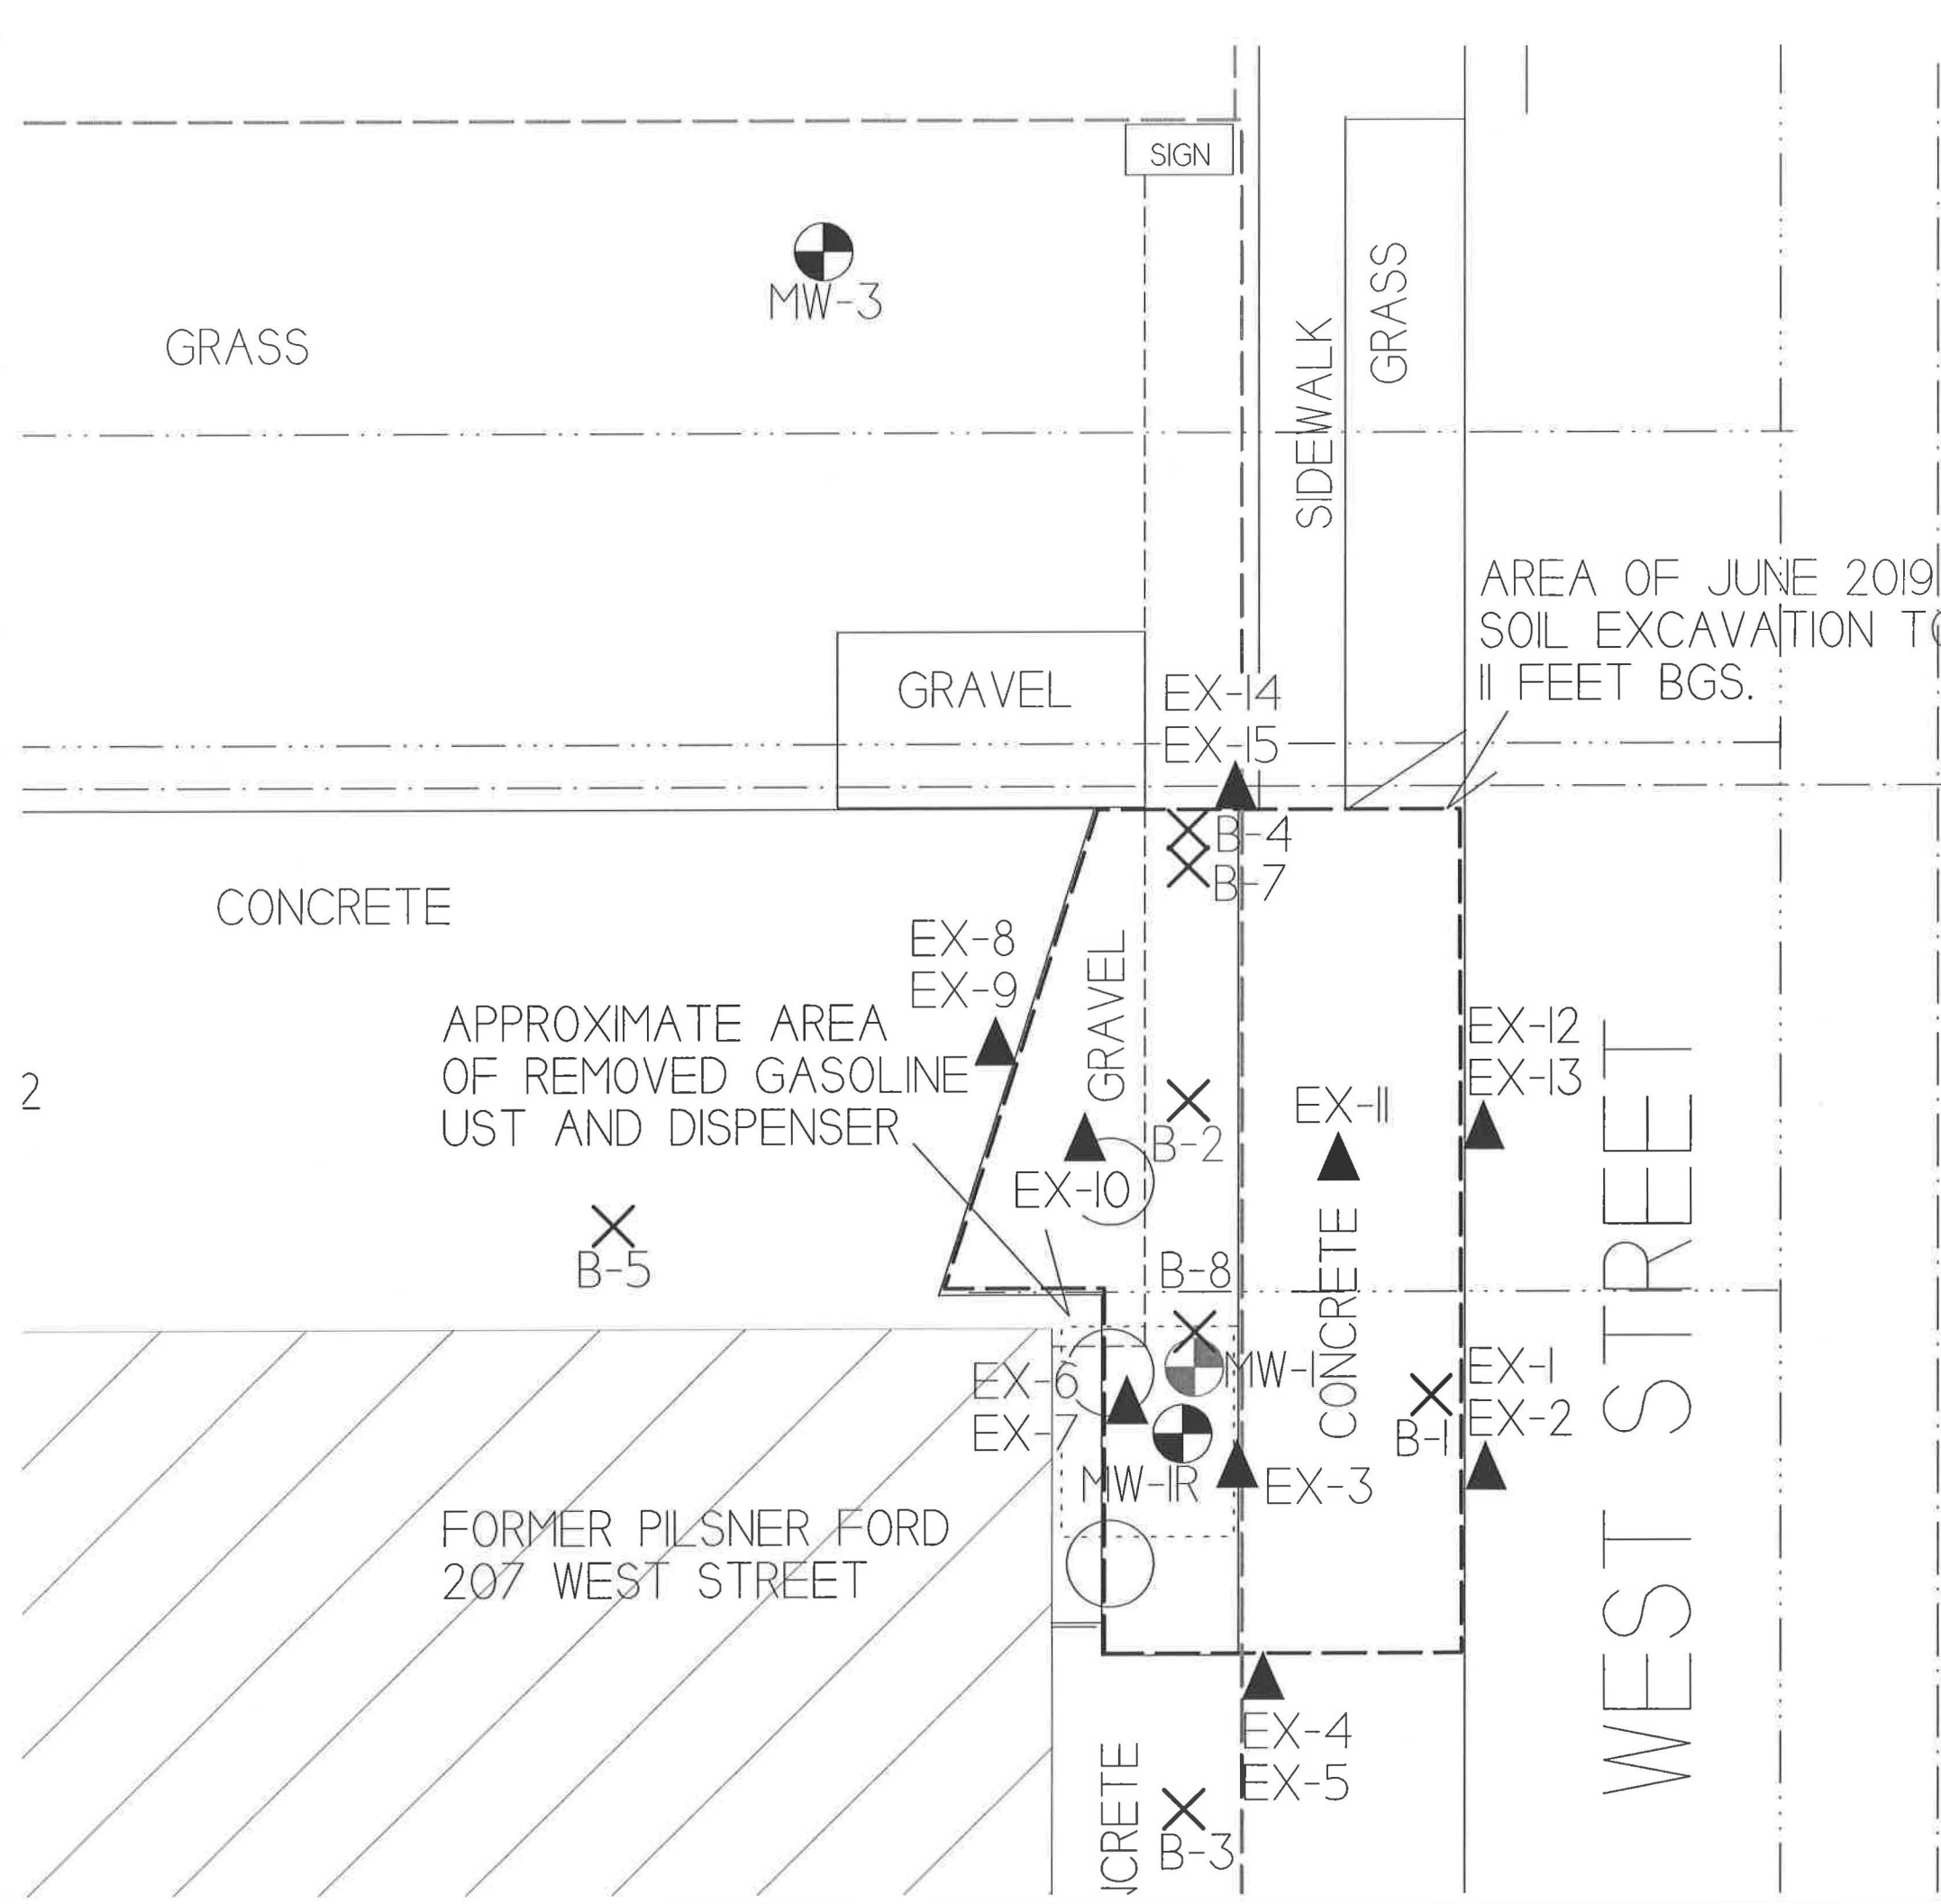 SIGN
MW-3
GRASS
GRASS
SIDEWALK
AREA OF JUNE 2019
SOIL EXCAVATION TO
11 FEET BGS.
GRAVEL
EX-14
EX-15
B-4
B-7
CONCRETE
EX-8
EX-9
GRAVEL
APPROXIMATE AREA
OF REMOVED GASOLINE
UST AND DISPENSER
2
EX-12
EX-13
EX-11
B-2
EX-10
B-5
B-8
CONCRETE
WEST STREET
MW-1
EX-6
EX-7
EX-1
EX-2
B-1
MW-1R
EX-3
FORMER PILSNER FORD
207 WEST STREET
EX-4
EX-5
NCRETE
B-3